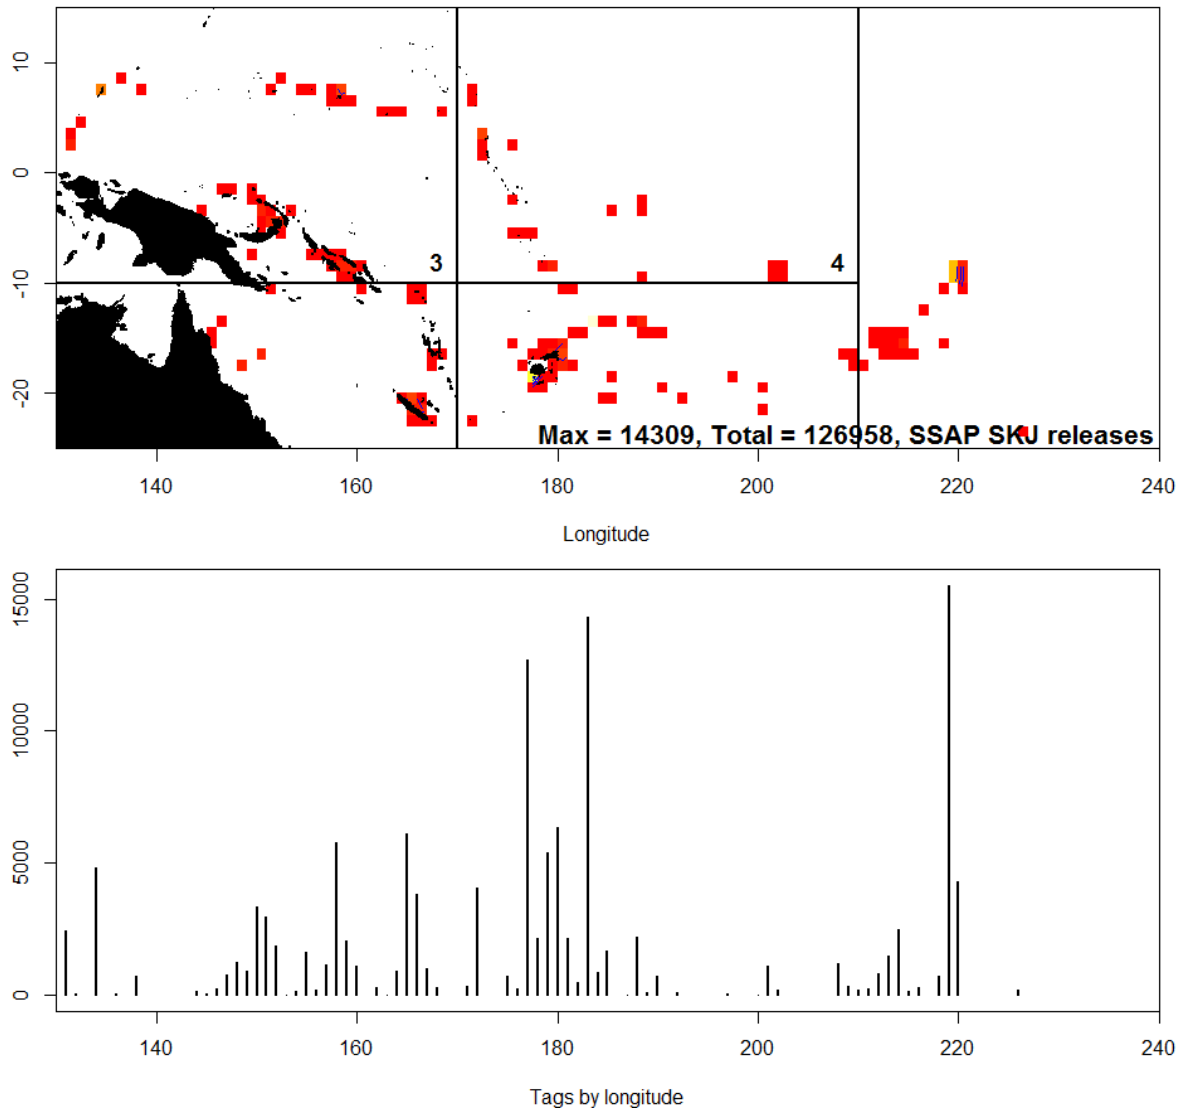 10
0
-10
-20
3
4
Max = 14309, Total = 126958, SSAP SKJ releases
140 160 180 200 220 240
Longitude
15000
10000
5000
0
140 160 180 200 220 240
Tags by longitude